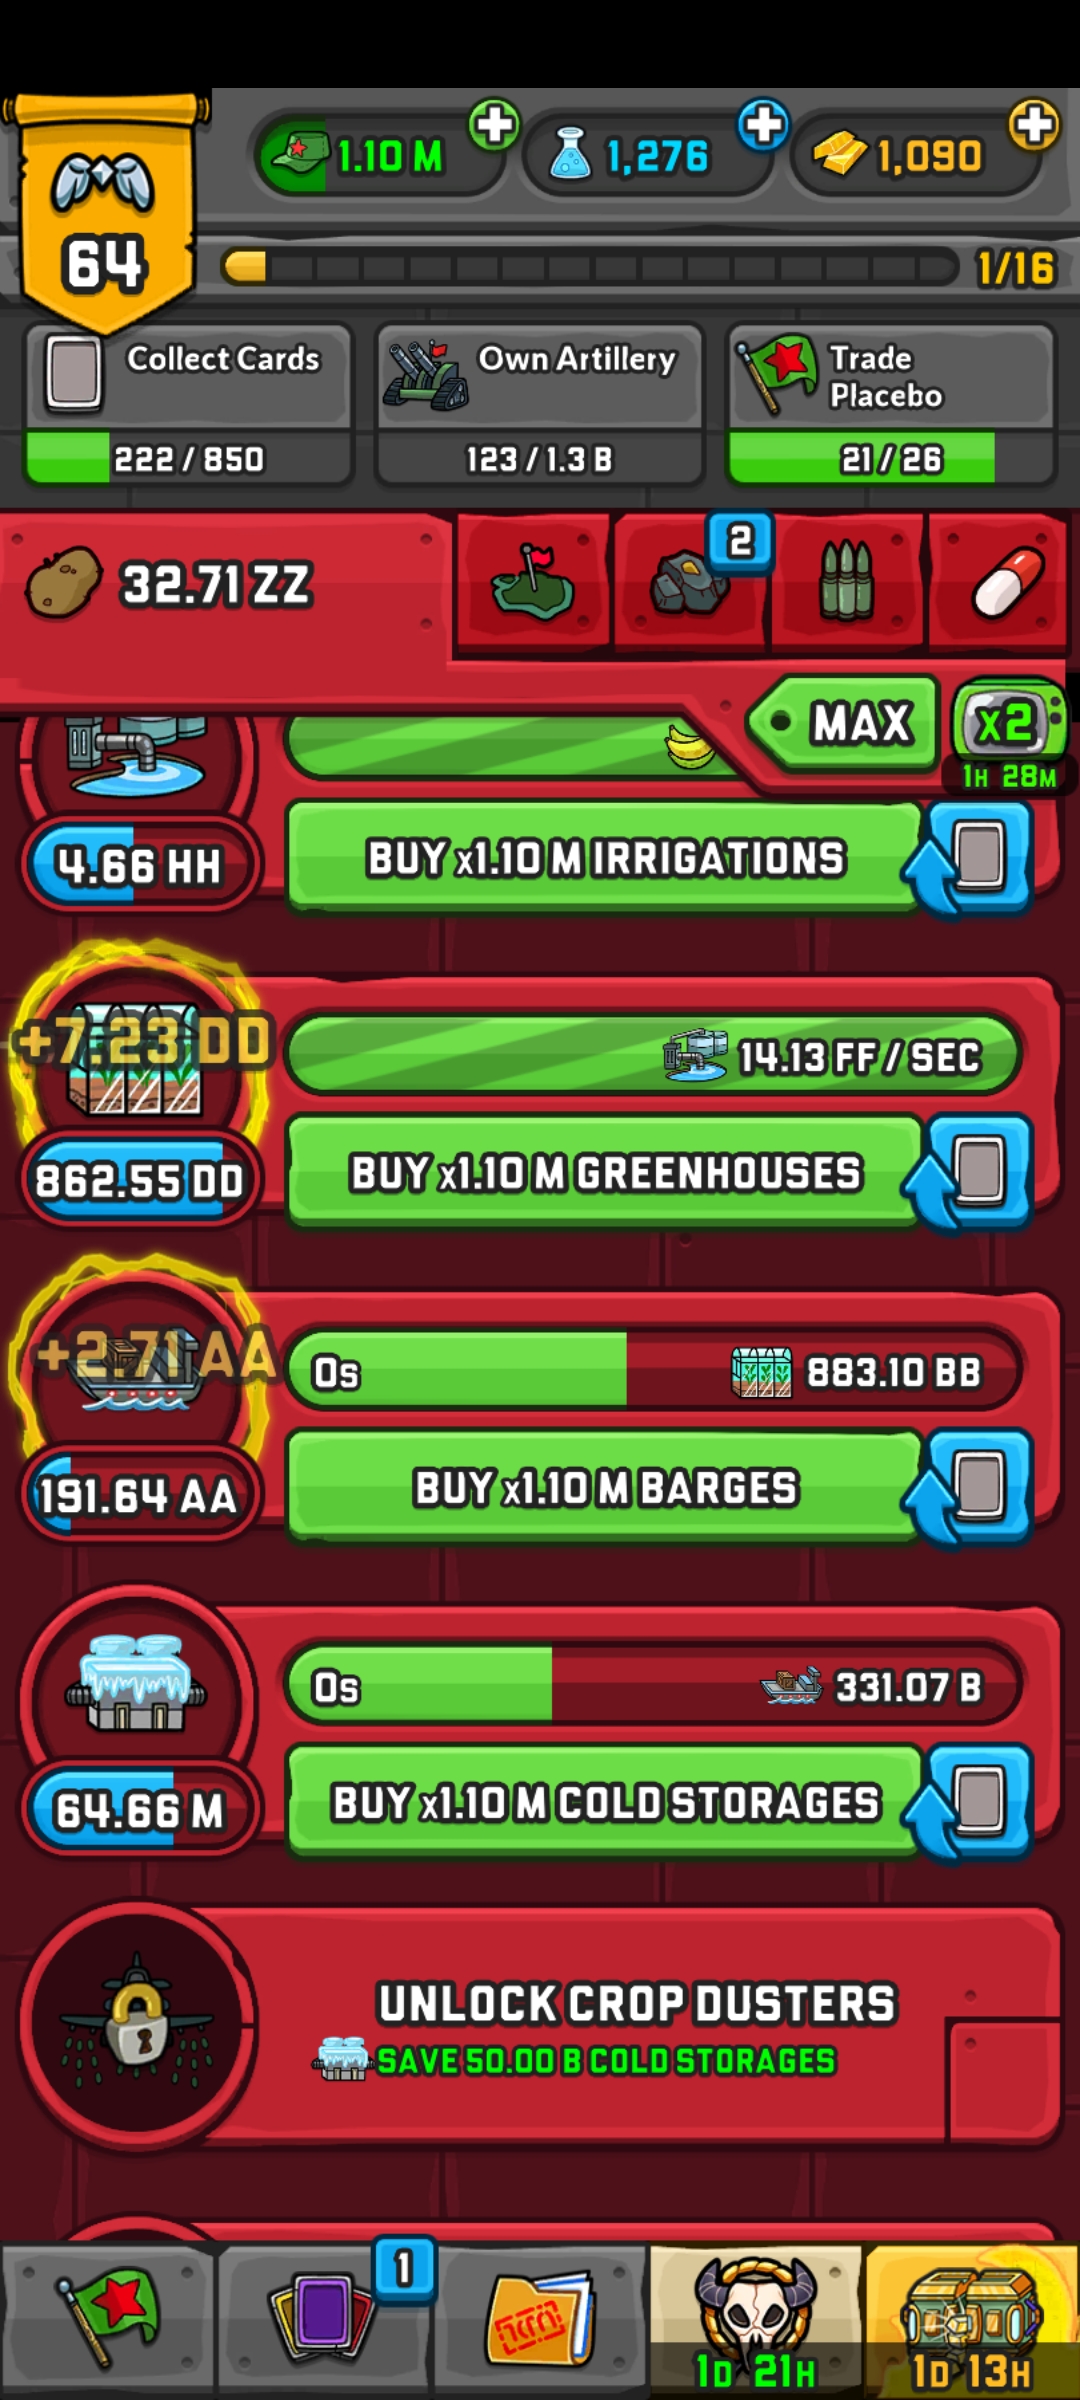 64
1.10 M
1,276
1,090
1/16
Collect Cards
222 / 850
Own Artillery
123 / 1.3 B
Trade
Placebo
21 / 26
32.71 ZZ
2
MAX
x2
1H 28M
4.66 HH
BUY x1.10 M IRRIGATIONS
+7.23 DD
14.13 FF / SEC
862.55 DD
BUY x1.10 M GREENHOUSES
+2.71 AA
0s
883.10 BB
191.64 AA
BUY x1.10 M BARGES
0s
331.07 B
64.66 M
BUY x1.10 M COLD STORAGES
UNLOCK CROP DUSTERS
SAVE 50.00 B COLD STORAGES
1
1D 21H
1D 13H